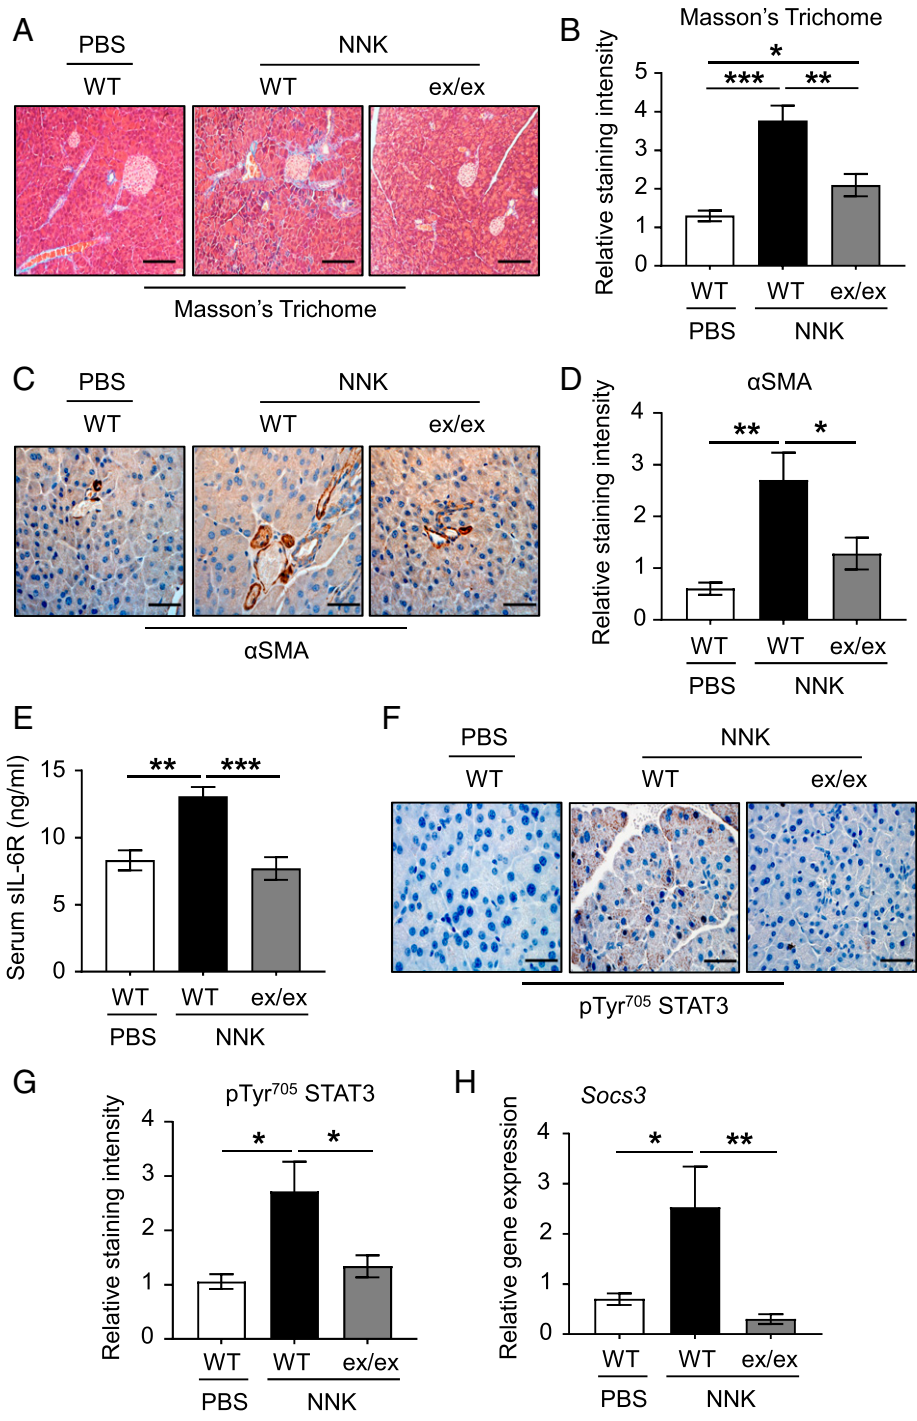 A
PBS
NNK
WT
WT
ex/ex
Masson's Trichome
B
Masson's Trichome
Relative staining intensity
5
4
3
2
1
0
*
***
**
WT
WT
ex/ex
PBS
NNK
C
PBS
NNK
WT
WT
ex/ex
αSMA
D
αSMA
Relative staining intensity
4
3
2
1
0
**
*
WT
WT
ex/ex
PBS
NNK
E
Serum sIL-6R (ng/ml)
15
10
5
0
**
***
WT
WT
ex/ex
PBS
NNK
F
PBS
NNK
WT
WT
ex/ex
pTyr⁷⁰⁵ STAT3
G
pTyr⁷⁰⁵ STAT3
Relative staining intensity
4
3
2
1
0
*
*
WT
WT
ex/ex
PBS
NNK
H
Socs3
Relative gene expression
4
3
2
1
0
*
**
WT
WT
ex/ex
PBS
NNK